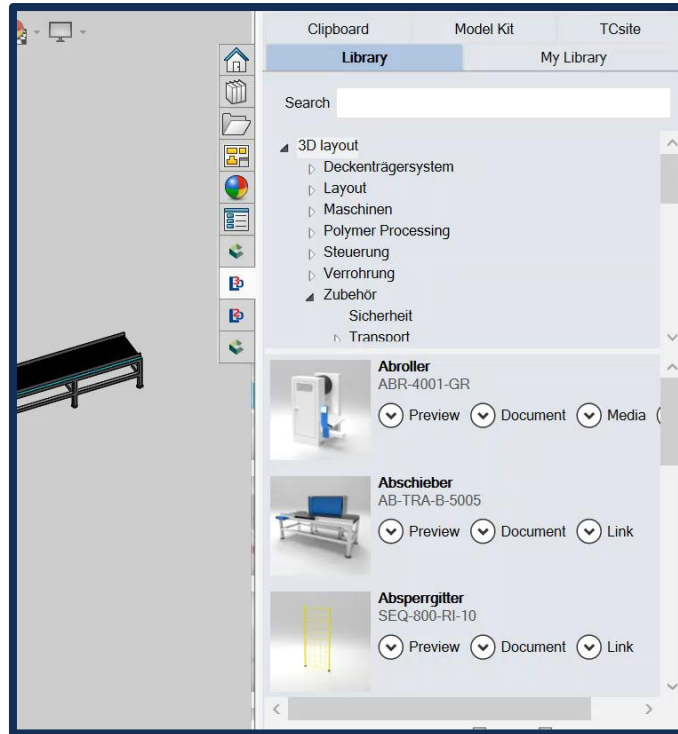 Clipboard Model Kit TCsite
Library My Library
Search
3D layout
Deckenträgersystem
Layout
Maschinen
Polymer Processing
Steuerung
Verrohrung
Zubehör
Sicherheit
Transport
Abroller
ABR-4001-GR
Preview Document Media
Abschieber
AB-TRA-B-5005
Preview Document Link
Absperrgitter
SEQ-800-RI-10
Preview Document Link